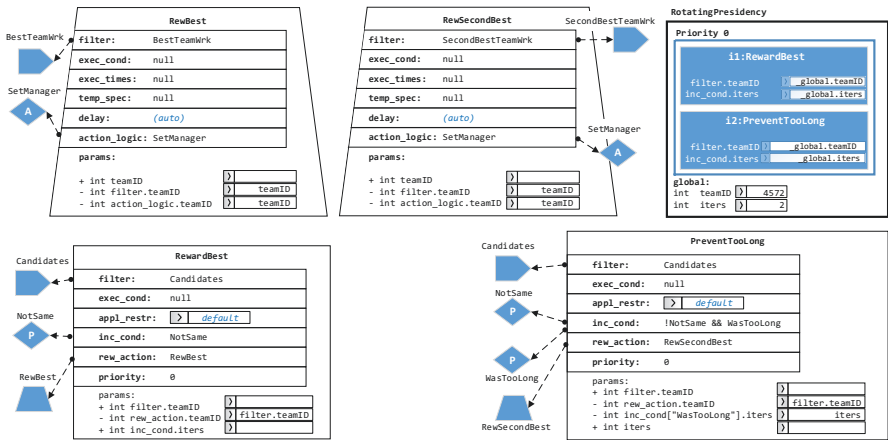 RewBest
BestTeamWrk
filter: BestTeamWrk
exec_cond: null
SetManager
exec_times: null
A
temp_spec: null
delay: (auto)
action_logic: SetManager
params:
+ int teamID
- int filter.teamID teamID
- int action_logic.teamID teamID
RewSecondBest
SecondBestTeamWrk
filter: SecondBestTeamWrk
exec_cond: null
exec_times: null
temp_spec: null
delay: (auto)
SetManager
action_logic: SetManager
A
params:
+ int teamID
- int filter.teamID teamID
- int action_logic.teamID teamID
RotatingPresidency
Priority 0
i1:RewardBest
filter.teamID _global.teamID
inc_cond.iters _global.iters
i2:PreventTooLong
filter.teamID _global.teamID
inc_cond.iters _global.iters
global:
int teamID 4572
int iters 2
RewardBest
Candidates
filter: Candidates
exec_cond: null
NotSame
appl_restr: default
P
inc_cond: NotSame
rew_action: RewBest
RewBest
priority: 0
params:
+ int filter.teamID
- int rew_action.teamID filter.teamID
+ int inc_cond.iters
PreventTooLong
Candidates
filter: Candidates
exec_cond: null
NotSame
appl_restr: default
P
inc_cond: !NotSame && WasTooLong
rew_action: RewSecondBest
P
priority: 0
WasTooLong
params:
+ int filter.teamID
- int rew_action.teamID filter.teamID
- int inc_cond["WasTooLong"].iters iters
+ int iters
RewSecondBest